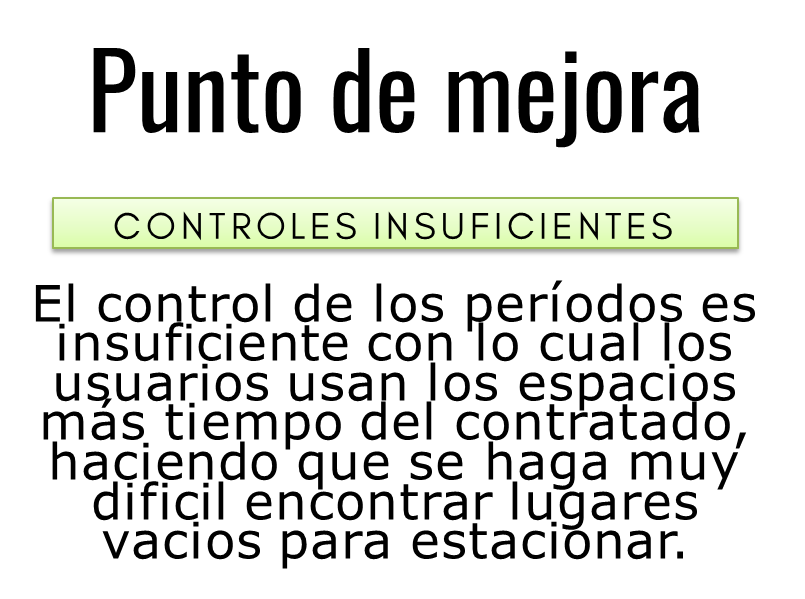 Punto de mejora
CONTROLES INSUFICIENTES
El control de los períodos es
insuficiente con lo cual los
usuarios usan los espacios
más tiempo del contratado,
haciendo que se haga muy
dificil encontrar lugares
vacios para estacionar.